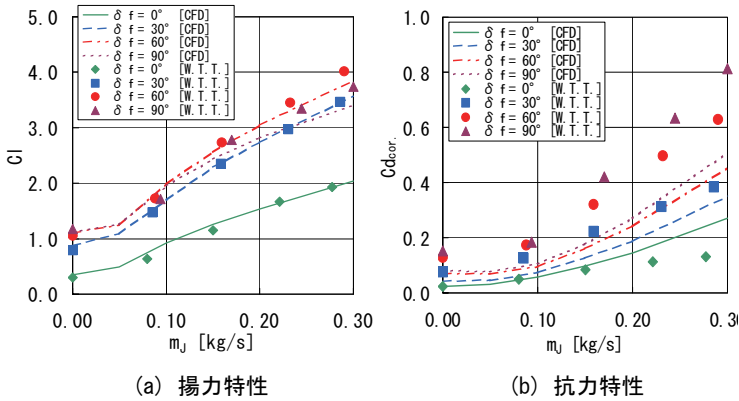 δ f = 0° [CFD]
δ f = 30° [CFD]
δ f = 60° [CFD]
δ f = 90° [CFD]
δ f = 0° [W.T.T.]
δ f = 30° [W.T.T.]
δ f = 60° [W.T.T.]
δ f = 90° [W.T.T.]
5.0
4.0
3.0
2.0
1.0
0.0
Cl
0.00
0.10
0.20
0.30
mJ [kg/s]
(a) 揚力特性
δ f = 0° [CFD]
δ f = 30° [CFD]
δ f = 60° [CFD]
δ f = 90° [CFD]
δ f = 0° [W.T.T.]
δ f = 30° [W.T.T.]
δ f = 60° [W.T.T.]
δ f = 90° [W.T.T.]
1.0
0.8
0.6
0.4
0.2
0.0
Cdcor.
0.00
0.10
0.20
0.30
mJ [kg/s]
(b) 抗力特性